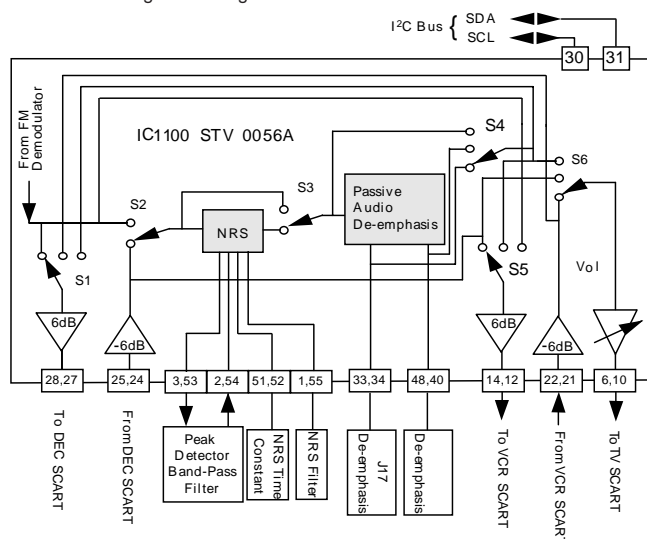 I²C Bus { SDA
SCL
30 31
From FM
Demodulator
IC1100 STV 0056A
S4
S6
S3
S2
Passive
Audio
De-emphasis
NRS
S1
S5
Vol
6dB
-6dB
6dB
-6dB
28,27
25,24
3,53
2,54
51,52
1,55
33,34
48,40
14,12
22,21
6,10
To DEC SCART
From DEC SCART
Peak
Detector
Band-Pass
Filter
NRS Time
Constant
NRS Filter
J17
De-emphasis
De-emphasis
To VCR SCART
From VCR SCART
To TV SCART